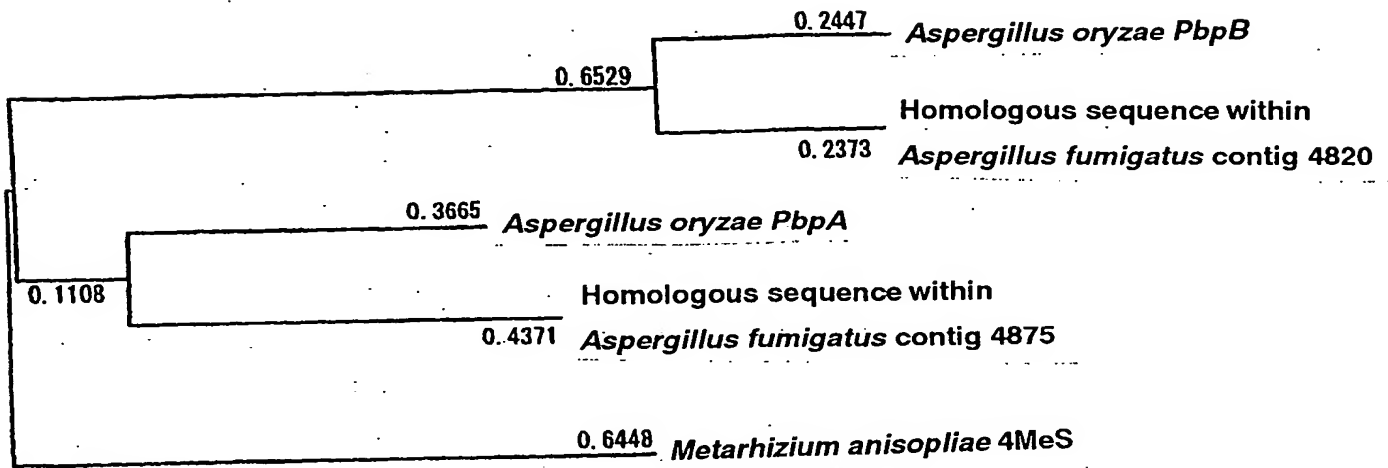 0.2447
Aspergillus oryzae PbpB
0.6529
Homologous sequence within
0.2373
Aspergillus fumigatus contig 4820
0.3665
Aspergillus oryzae PbpA
0.1108
Homologous sequence within
0.4371
Aspergillus fumigatus contig 4875
0.6448
Metarhizium anisopliae 4MeS